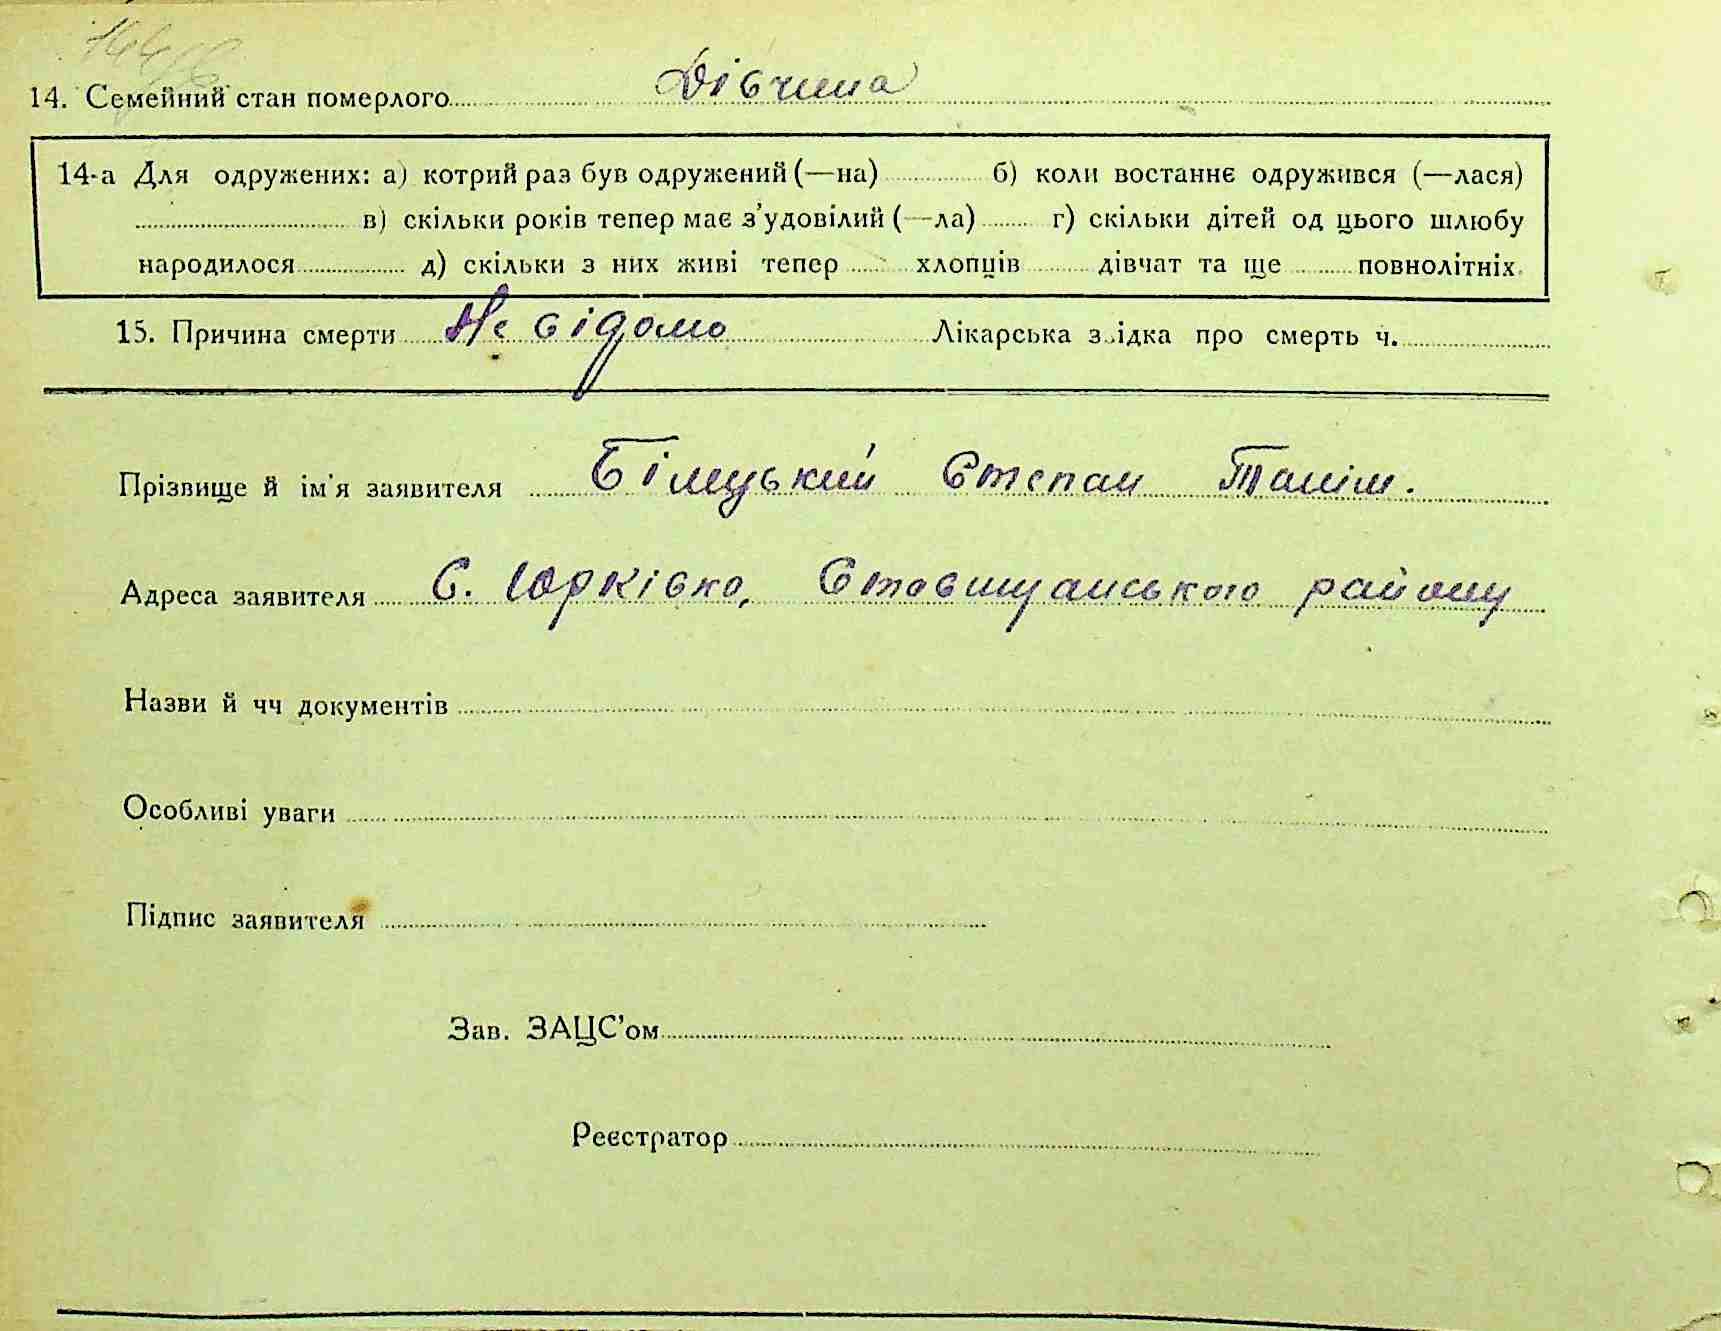 14. Семейний стан померлого Дівчина
14-а Для одружених: а) котрий раз був одружений (—на) б) коли востаннє одружився (—лася)
в) скільки років тепер має з’удовілий (—ла) г) скільки дітей од цього шлюбу
народилося д) скільки з них живі тепер хлопців дівчат та ще повнолітніх.
15. Причина смерти Не відомо Лікарська з відка про смерть ч.
Прізвище й ім'я заявителя Білецький Степан
Адреса заявителя С. Юрківка, Ставищанського району
Назви й чч документів
Особливі уваги
Підпис заявителя
Зав. ЗАЦС’ом
Реєстратор